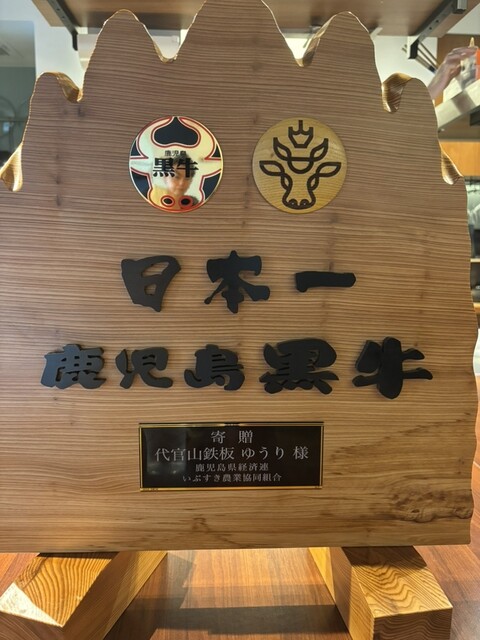 鹿児島
黒牛
日本一
鹿児島黒牛
寄贈
代官山鉄板 ゆうり 様
鹿児島県経済連
いぶすき農業協同組合